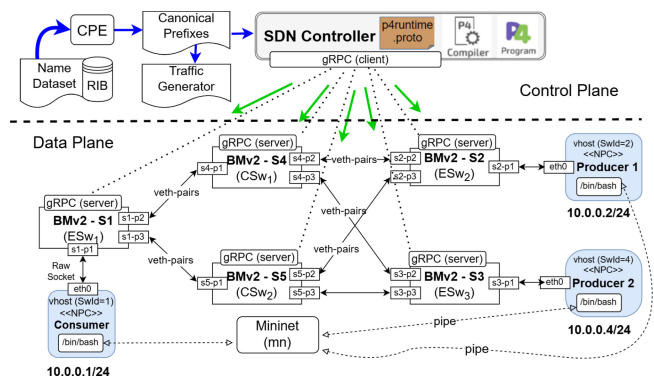 CPE
Canonical
Prefixes
Name
Dataset
RIB
Traffic
Generator
SDN Controller
p4runtime
.proto
P4
Compiler
P4
Program
gRPC (client)
Control Plane
Data Plane
gRPC (server)
BMv2 - S4
(CSw1)
s4-p1
s4-p2
s4-p3
veth-pairs
gRPC (server)
BMv2 - S2
(ESw2)
s2-p2
s2-p3
s2-p1
eth0
vhost (SwId=2)
<<NPC>>
Producer 1
/bin/bash
10.0.0.2/24
gRPC (server)
BMv2 - S1
(ESw1)
s1-p2
s1-p3
s1-p1
veth-pairs
veth-pairs
veth-pairs
veth-pairs
Raw
Socket
eth0
vhost (SwId=1)
<<NPC>>
Consumer
/bin/bash
10.0.0.1/24
gRPC (server)
BMv2 - S5
(CSw2)
s5-p1
s5-p2
s5-p3
gRPC (server)
BMv2 - S3
(ESw3)
s3-p2
s3-p3
s3-p1
eth0
vhost (SwId=4)
<<NPC>>
Producer 2
/bin/bash
10.0.0.4/24
Mininet
(mn)
pipe
pipe